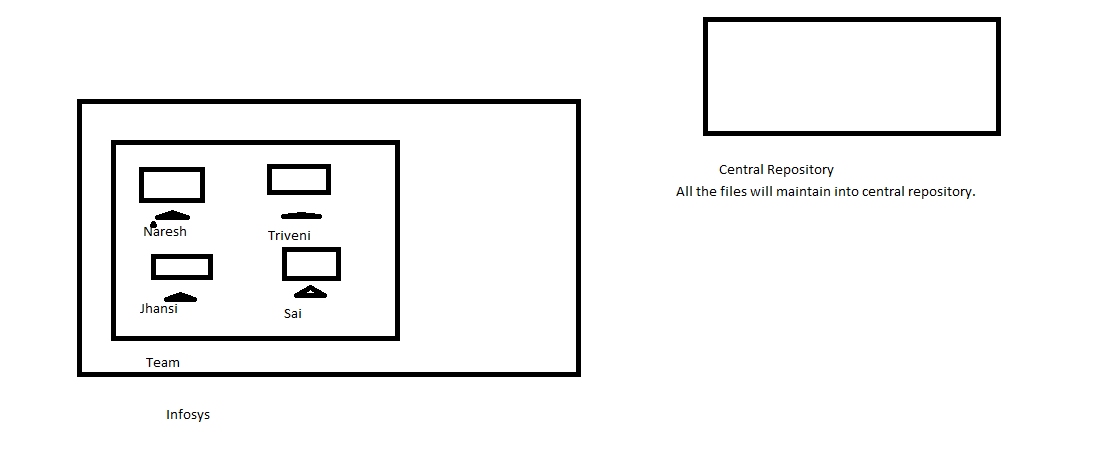 Central Repository
All the files will maintain into central repository.
Naresh
Triveni
Jhansi
Sai
Team
Infosys